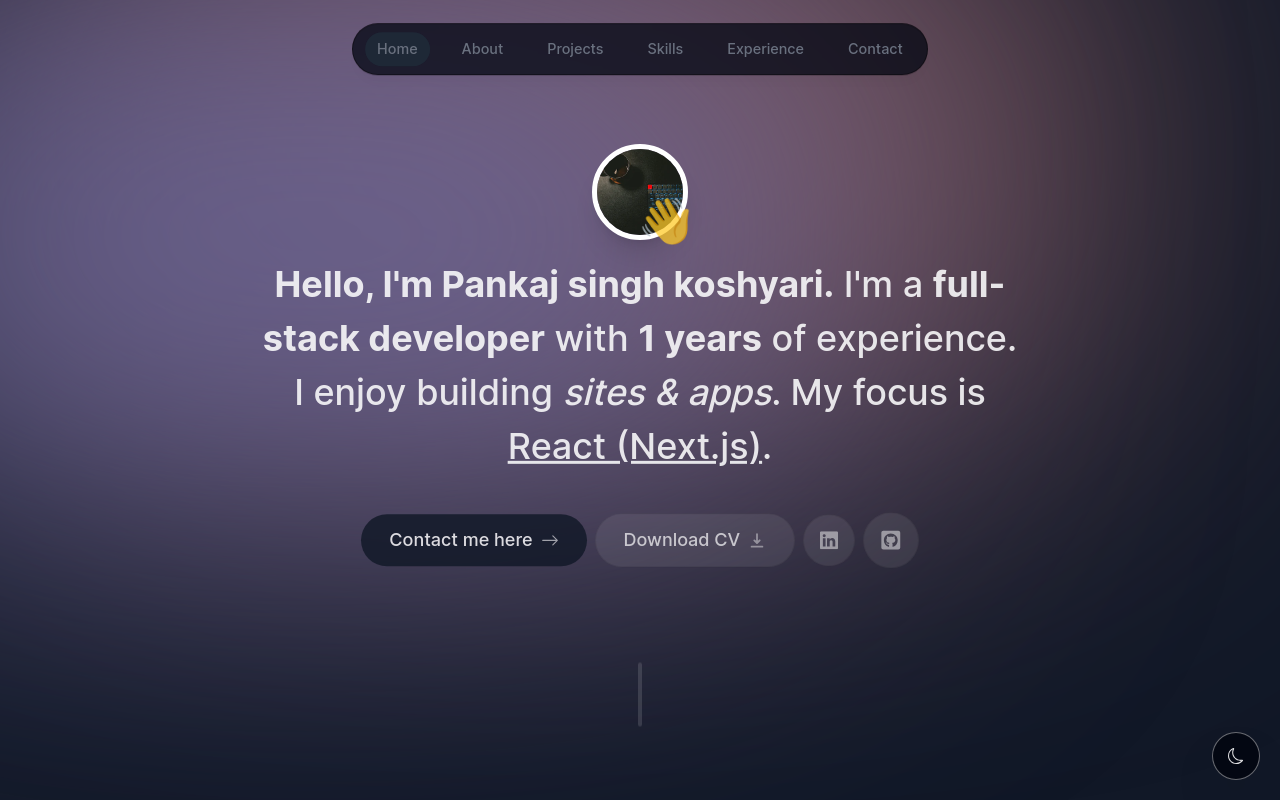 Home About Projects Skills Experience Contact
Hello, I'm Pankaj singh koshyari. I'm a full-
stack developer with 1 years of experience.
I enjoy building sites & apps. My focus is
React (Next.js).
Contact me here Download CV